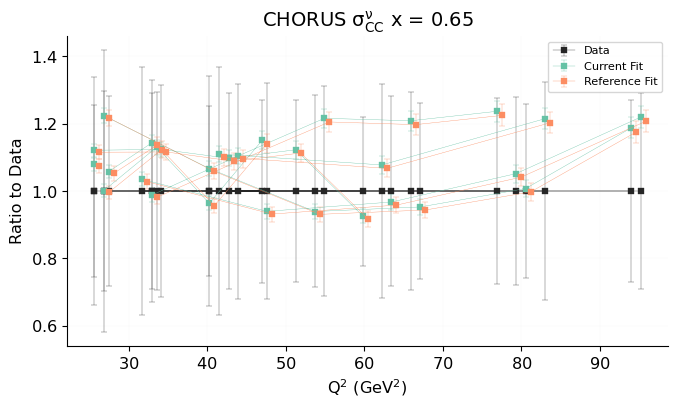 CHORUS σ^ν_CC x = 0.65
Data
Current Fit
Reference Fit
Ratio to Data
1.4
1.2
1.0
0.8
0.6
30
40
50
60
70
80
90
Q² (GeV²)